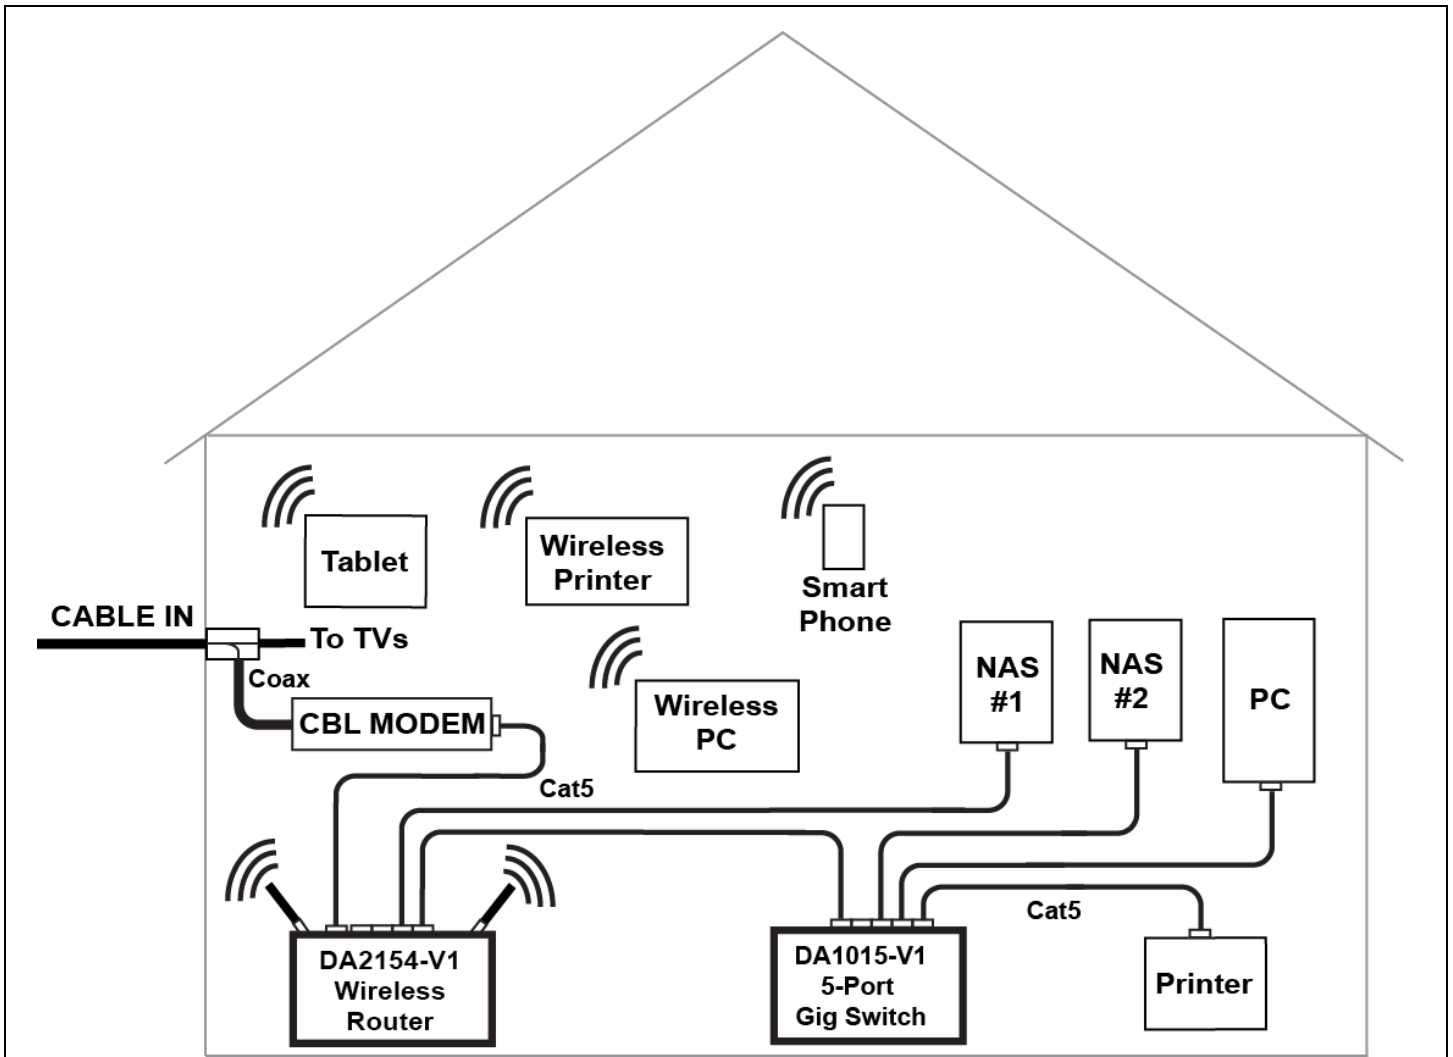 Tablet
Wireless
Printer
Smart
Phone
CABLE IN
To TVs
Coax
CBL MODEM
Wireless
PC
NAS
#1
NAS
#2
PC
Cat5
Cat5
DA2154-V1
Wireless
Router
DA1015-V1
5-Port
Gig Switch
Printer